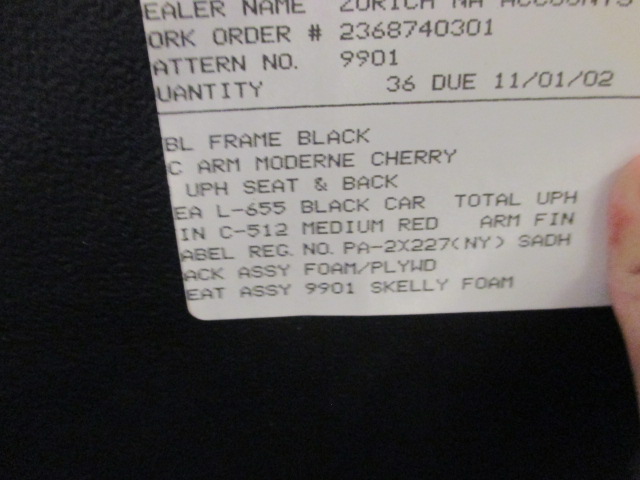 EALER NAME ZURICH NA ACCOUNTS
ORK ORDER # 2368740301
ATTERN NO. 9901
UANTITY 36 DUE 11/01/02
BL FRAME BLACK
C ARM MODERNE CHERRY
UPH SEAT & BACK
EA L-655 BLACK CAR TOTAL UPH
IN C-512 MEDIUM RED ARM FIN
ABEL REG. NO. PA-2X227(NY) SADH
ACK ASSY FOAM/PLYWD
EAT ASSY 9901 SKELLY FOAM